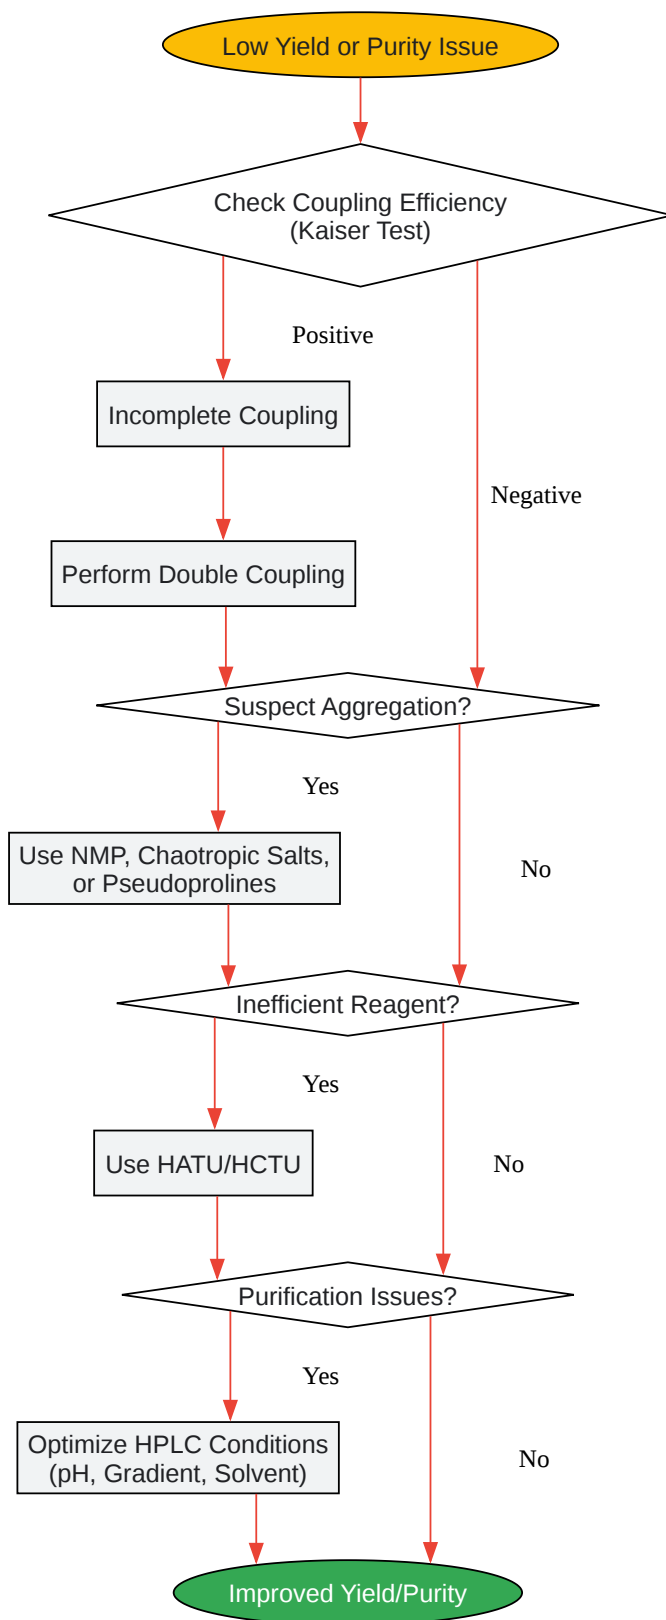 Low Yield or Purity Issue
Check Coupling Efficiency
(Kaiser Test)
Positive
Incomplete Coupling
Negative
Perform Double Coupling
Suspect Aggregation?
Yes
Use NMP, Chaotropic Salts,
or Pseudoprolines
No
Inefficient Reagent?
Yes
Use HATU/HCTU
No
Purification Issues?
Yes
Optimize HPLC Conditions
(pH, Gradient, Solvent)
No
Improved Yield/Purity